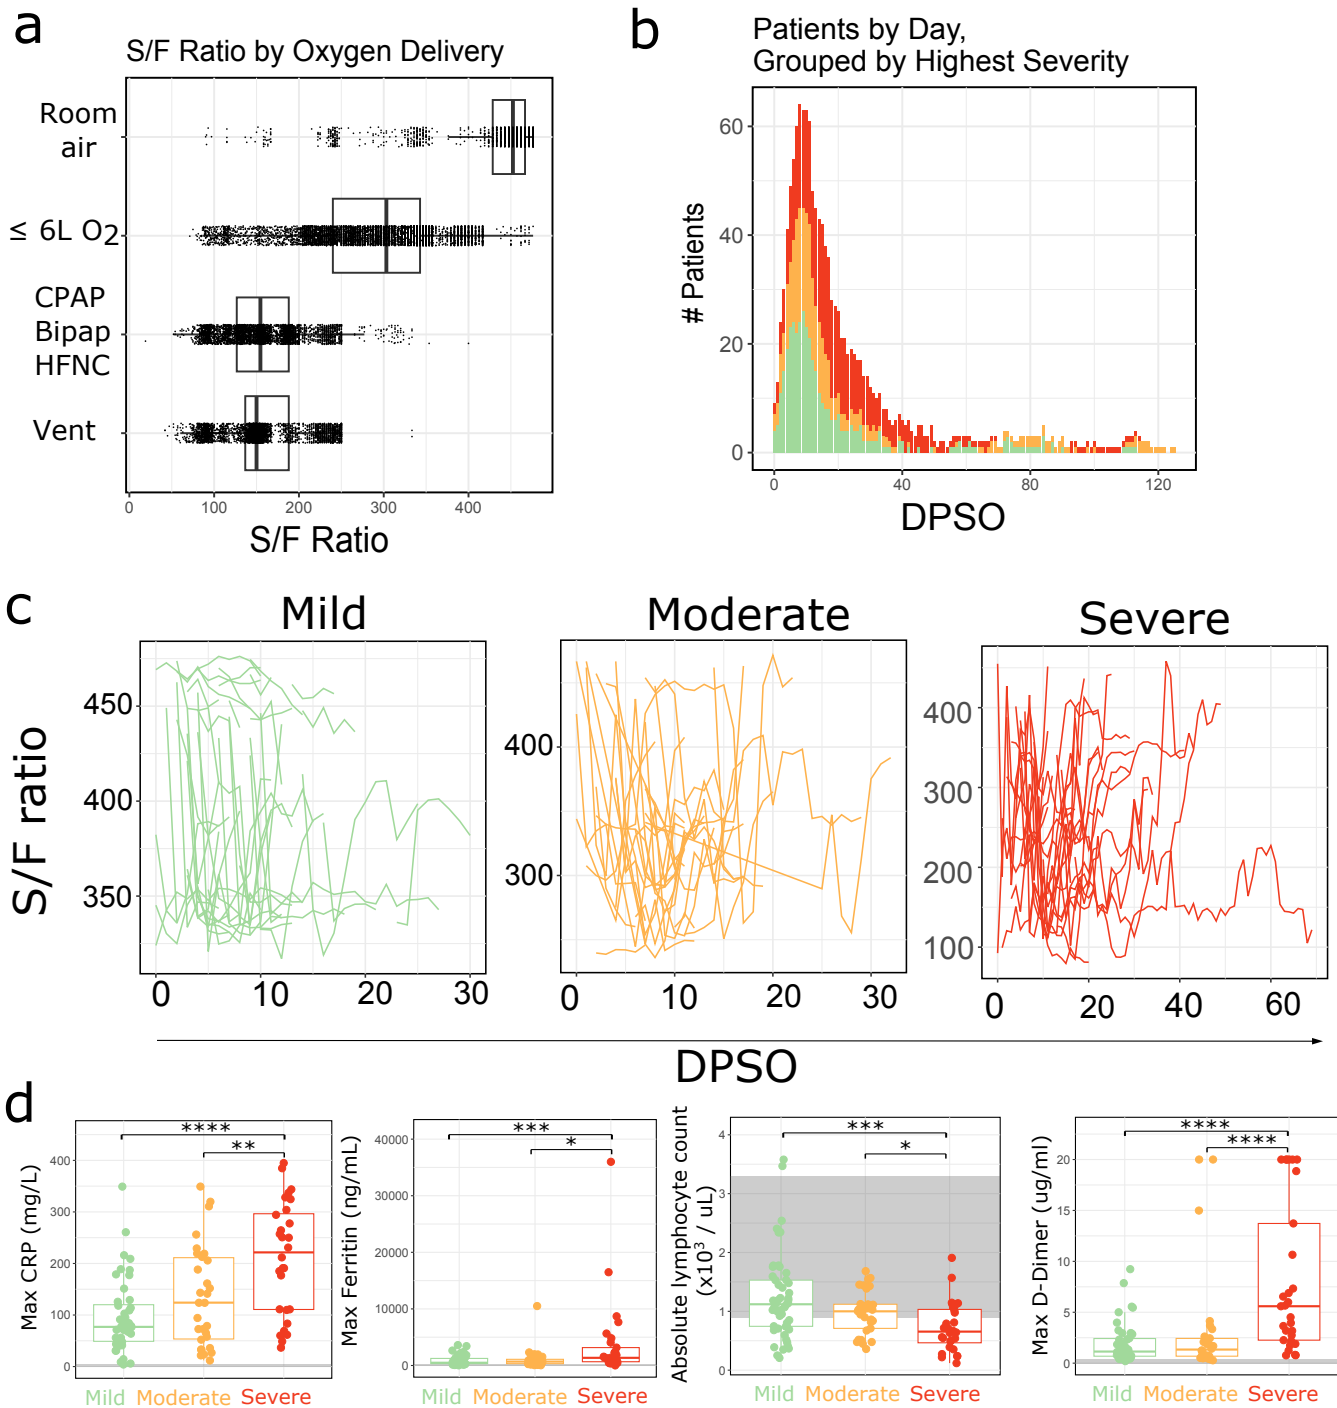 a
S/F Ratio by Oxygen Delivery
Room
air
≤ 6L O2
CPAP
Bipap
HFNC
Vent
0 100 200 300 400
S/F Ratio
b
Patients by Day,
Grouped by Highest Severity
# Patients
60
40
20
0
0 40 80 120
DPSO
c
Mild Moderate Severe
S/F ratio
450
400
350
0 10 20 30
400
300
0 10 20 30
400
300
200
100
0 20 40 60
DPSO
d
Max CRP (mg/L)
400
300
200
100
0
****
**
Mild Moderate Severe
Max Ferritin (ng/mL)
40000
30000
20000
10000
0
***
*
Mild Moderate Severe
Absolute lymphocyte count
(x10³ / uL)
4
3
2
1
0
***
*
Mild Moderate Severe
Max D-Dimer (ug/ml)
20
15
10
5
0
****
****
Mild Moderate Severe